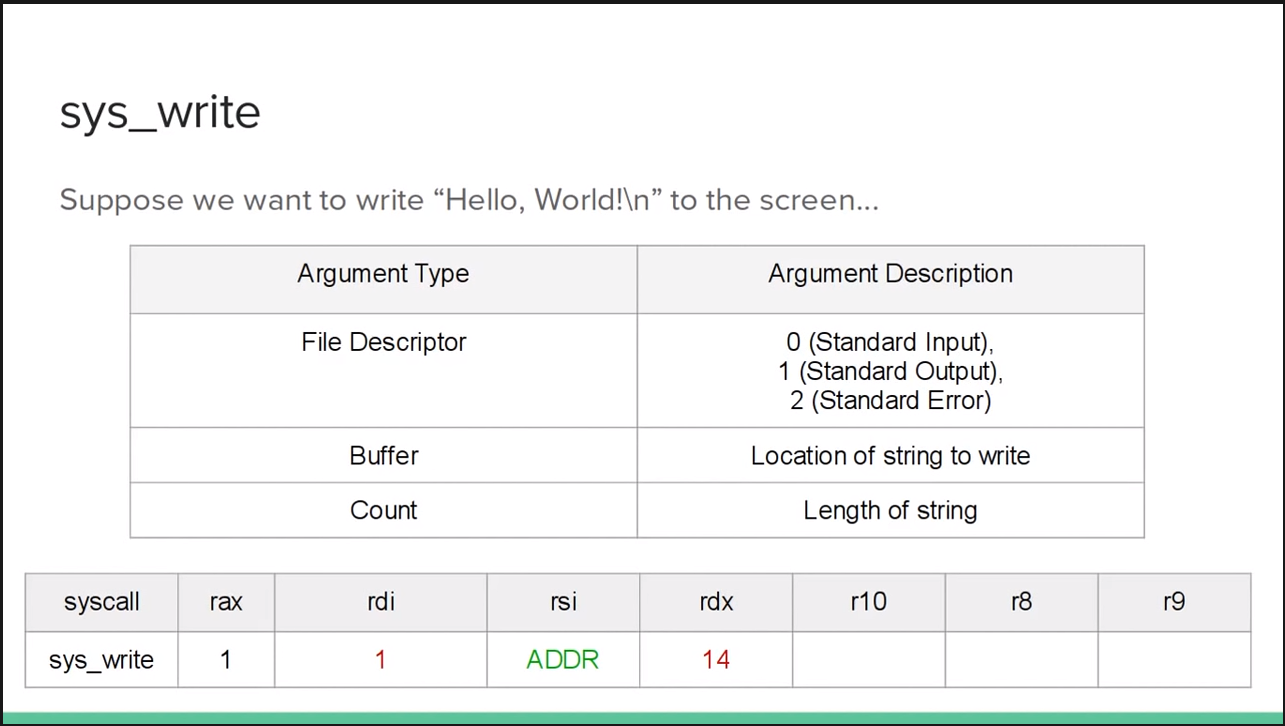 sys_write
Suppose we want to write “Hello, World!\n” to the screen...
Argument Type Argument Description
File Descriptor 0 (Standard Input),
1 (Standard Output),
2 (Standard Error)
Buffer Location of string to write
Count Length of string
syscall rax rdi rsi rdx r10 r8 r9
sys_write 1 1 ADDR 14